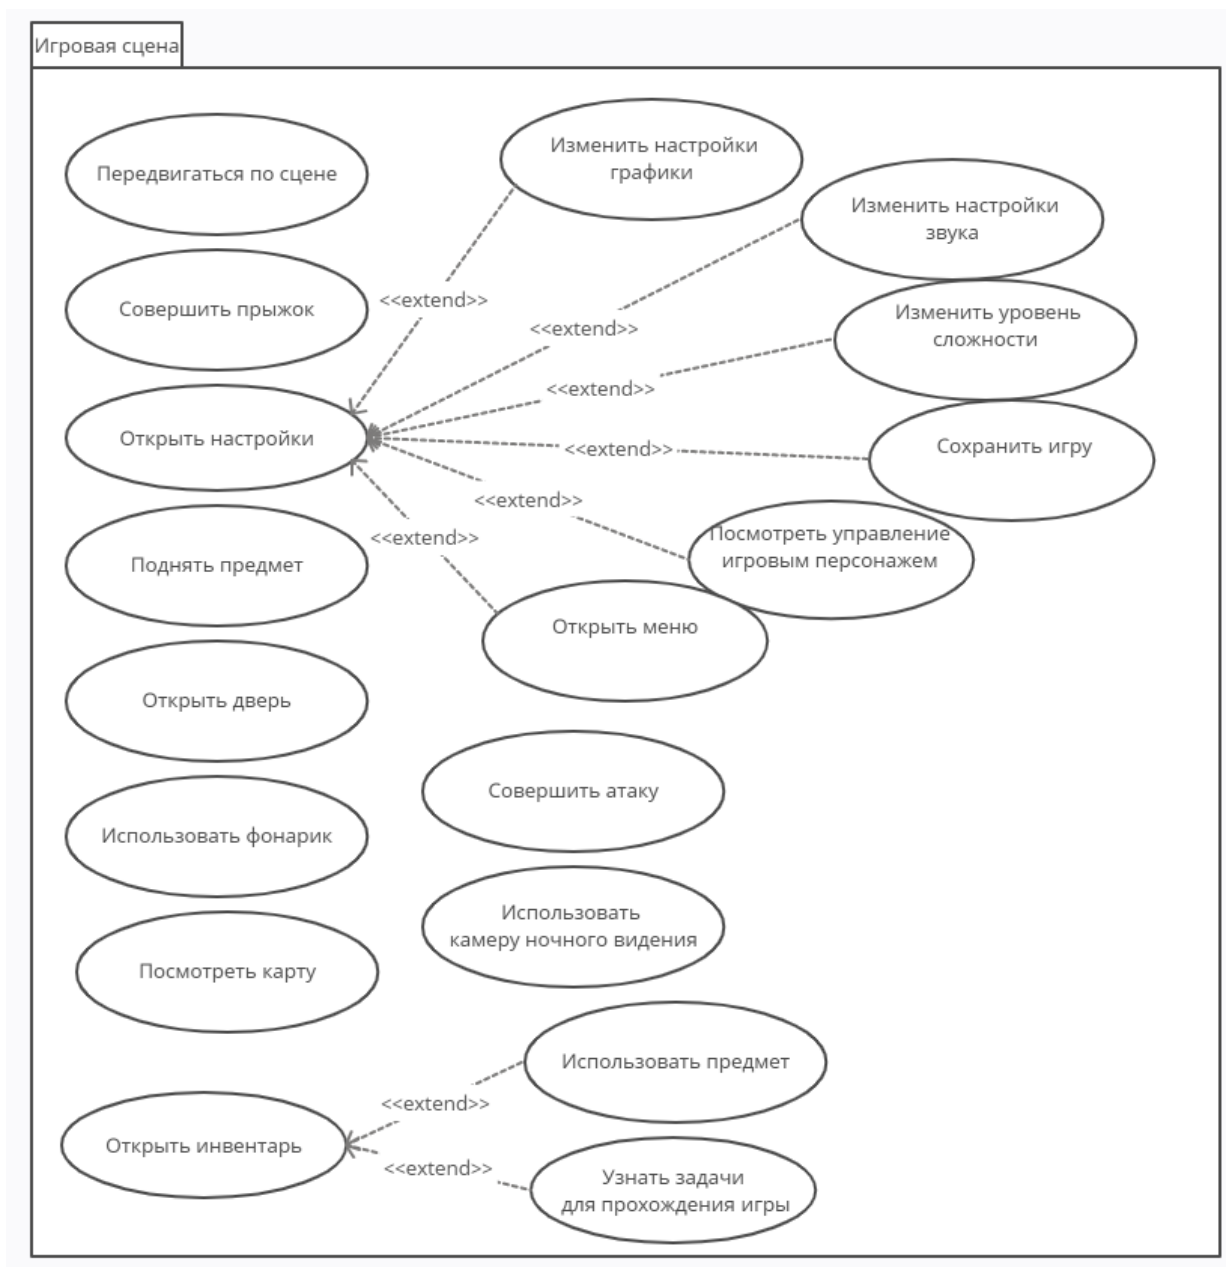 Игровая сцена
Передвигаться по сцене
Изменить настройки
графики
Изменить настройки
звука
Совершить прыжок
<<extend>>
<<extend>>
Изменить уровень
сложности
<<extend>>
Открыть настройки
<<extend>>
Сохранить игру
<<extend>>
<<extend>>
Посмотреть управление
игровым персонажем
Поднять предмет
Открыть меню
Открыть дверь
Совершить атаку
Использовать фонарик
Использовать
камеру ночного видения
Посмотреть карту
Использовать предмет
<<extend>>
Открыть инвентарь
<<extend>>
Узнать задачи
для прохождения игры